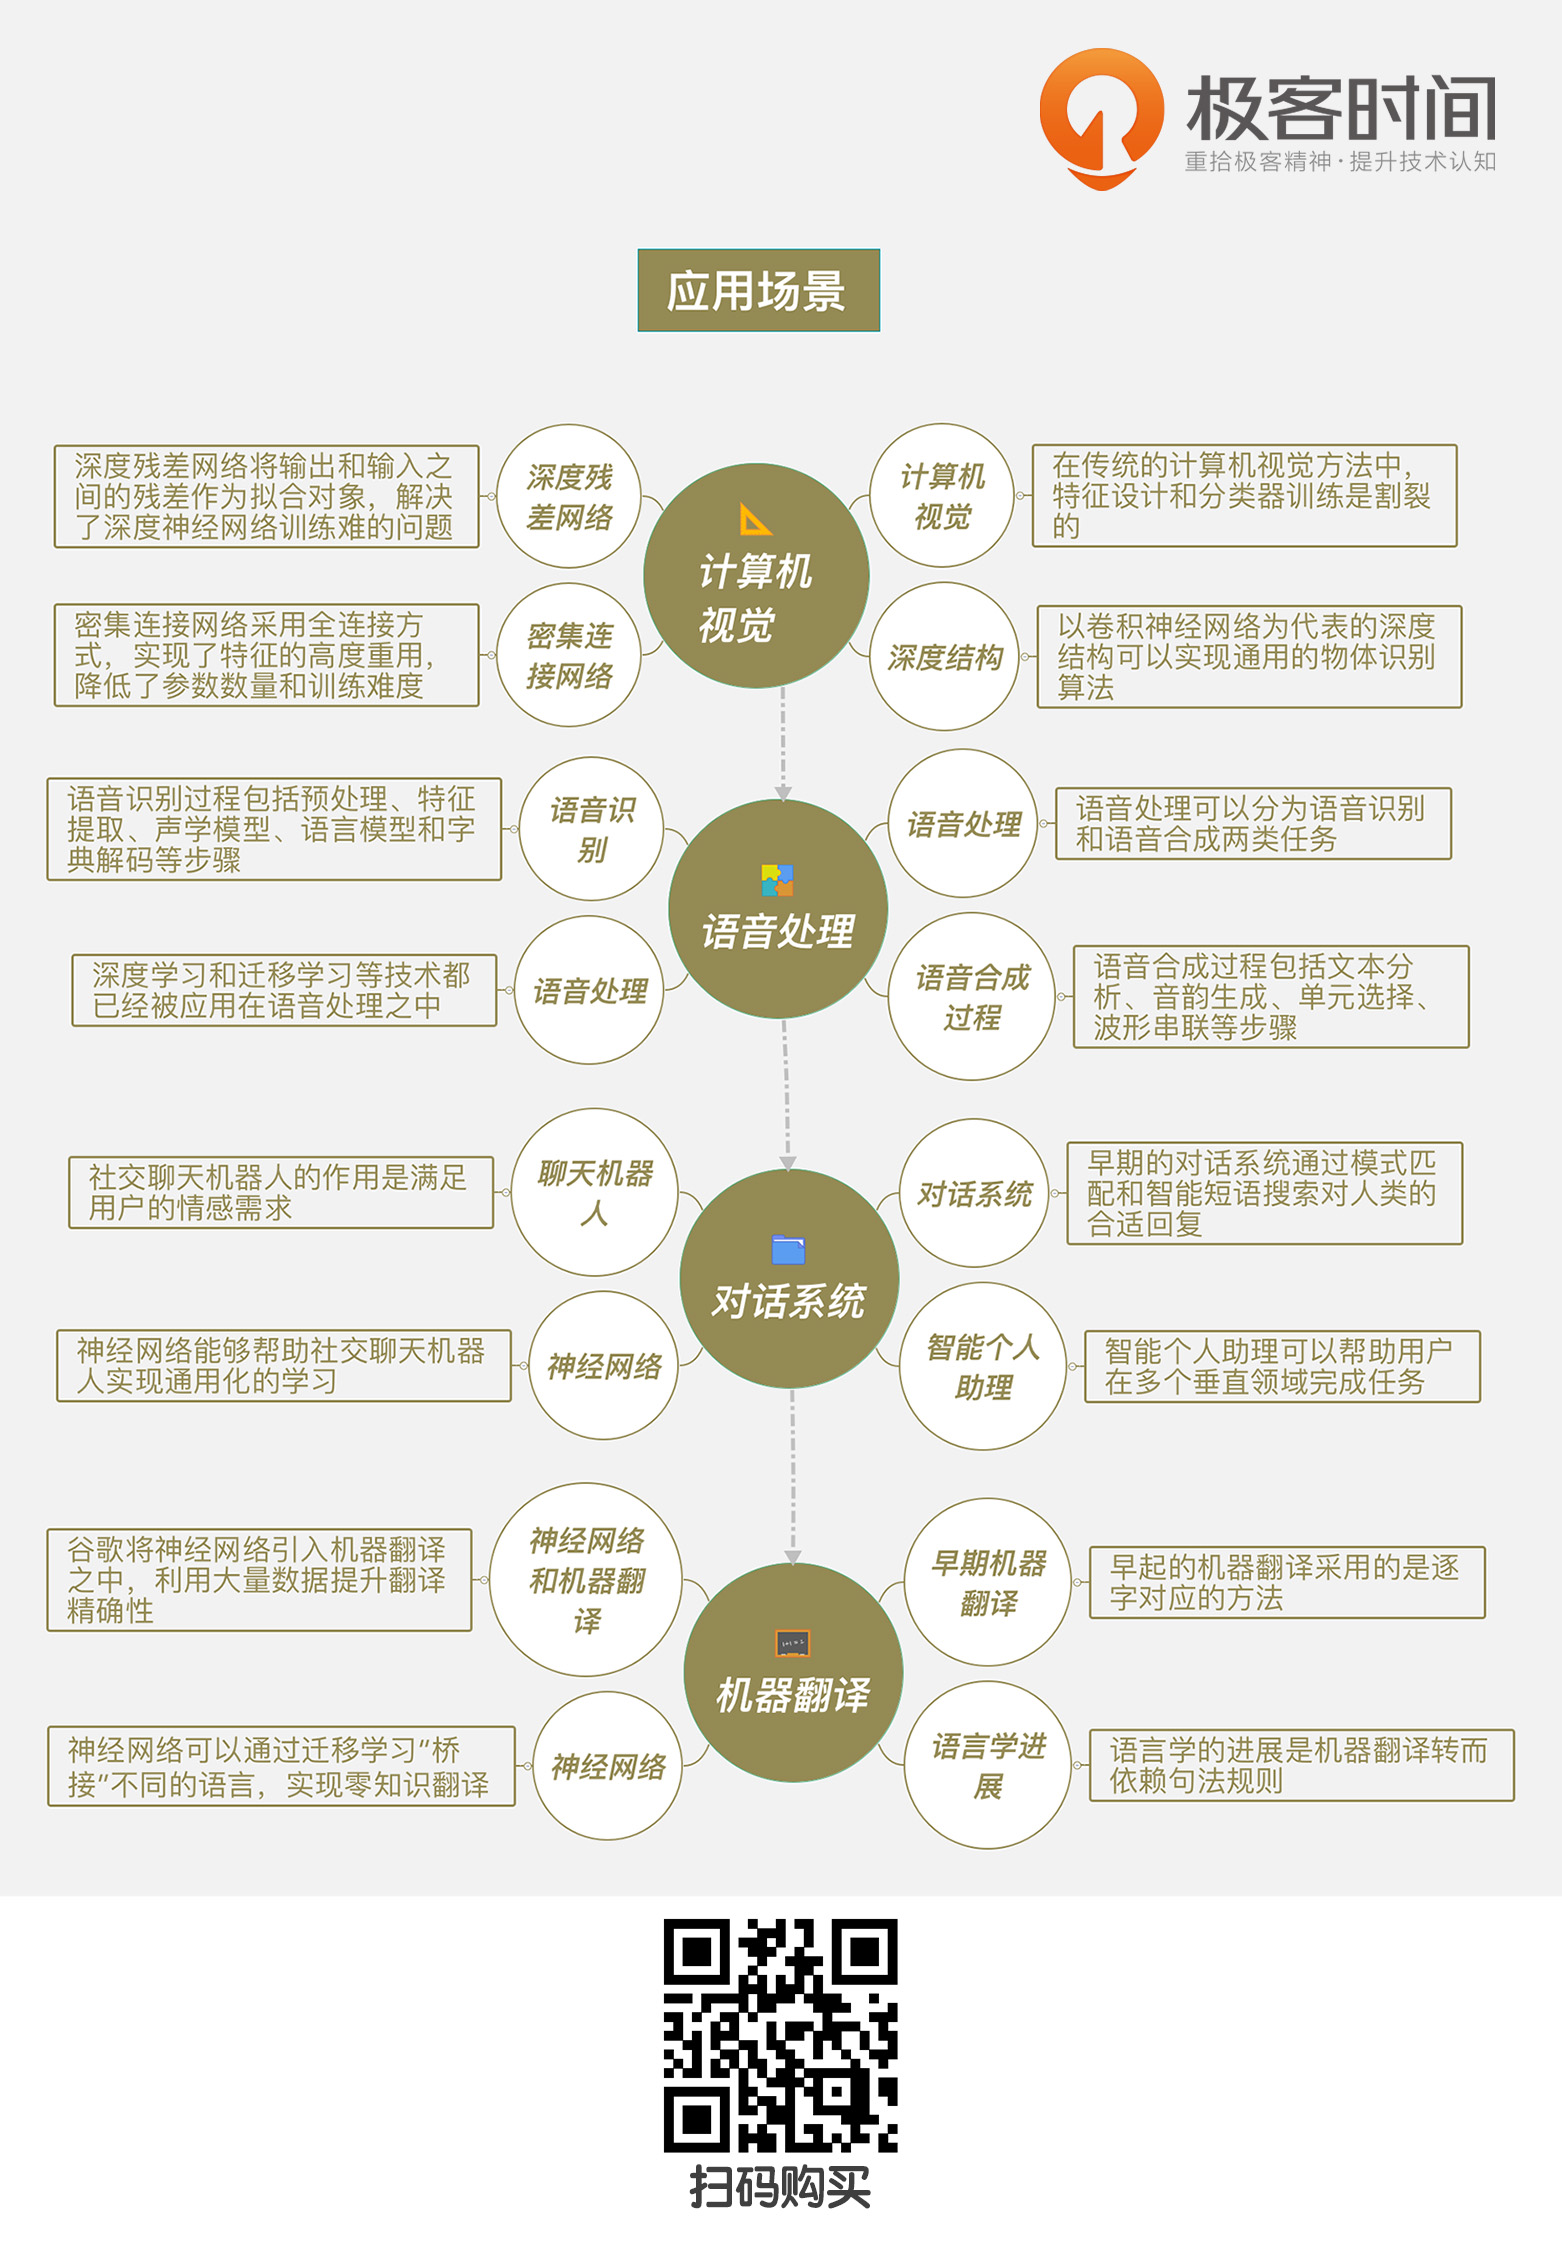 极客时间
重拾极客精神·提升技术认知
应用场景
深度残差网络将输出和输入之
间的残差作为拟合对象，解决
了深度神经网络训练难的问题
深度残
差网络
密集连接网络采用全连接方
式，实现了特征的高度重用，
降低了参数数量和训练难度
密集连
接网络
计算机
视觉
计算机
视觉
在传统的计算机视觉方法中，
特征设计和分类器训练是割裂
的
深度结构
以卷积神经网络为代表的深度
结构可以实现通用的物体识别
算法
语音识别过程包括预处理、特征
提取、声学模型、语言模型和字
典解码等步骤
语音识
别
深度学习和迁移学习等技术都
已经被应用在语音处理之中
语音处理
语音处理
语音处理
语音处理可以分为语音识别
和语音合成两类任务
语音合成
过程
语音合成过程包括文本分
析、音韵生成、单元选择、
波形串联等步骤
社交聊天机器人的作用是满足
用户的情感需求
聊天机器
人
神经网络能够帮助社交聊天机器
人实现通用化的学习
神经网络
对话系统
对话系统
早期的对话系统通过模式匹
配和智能短语搜索对人类的
合适回复
智能个人
助理
智能个人助理可以帮助用户
在多个垂直领域完成任务
谷歌将神经网络引入机器翻译
之中，利用大量数据提升翻译
精确性
神经网络
和机器翻
译
神经网络可以通过迁移学习"桥
接"不同的语言，实现零知识翻译
神经网络
机器翻译
早期机器
翻译
早起的机器翻译采用的是逐
字对应的方法
语言学进
展
语言学的进展是机器翻译转而
依赖句法规则
扫码购买